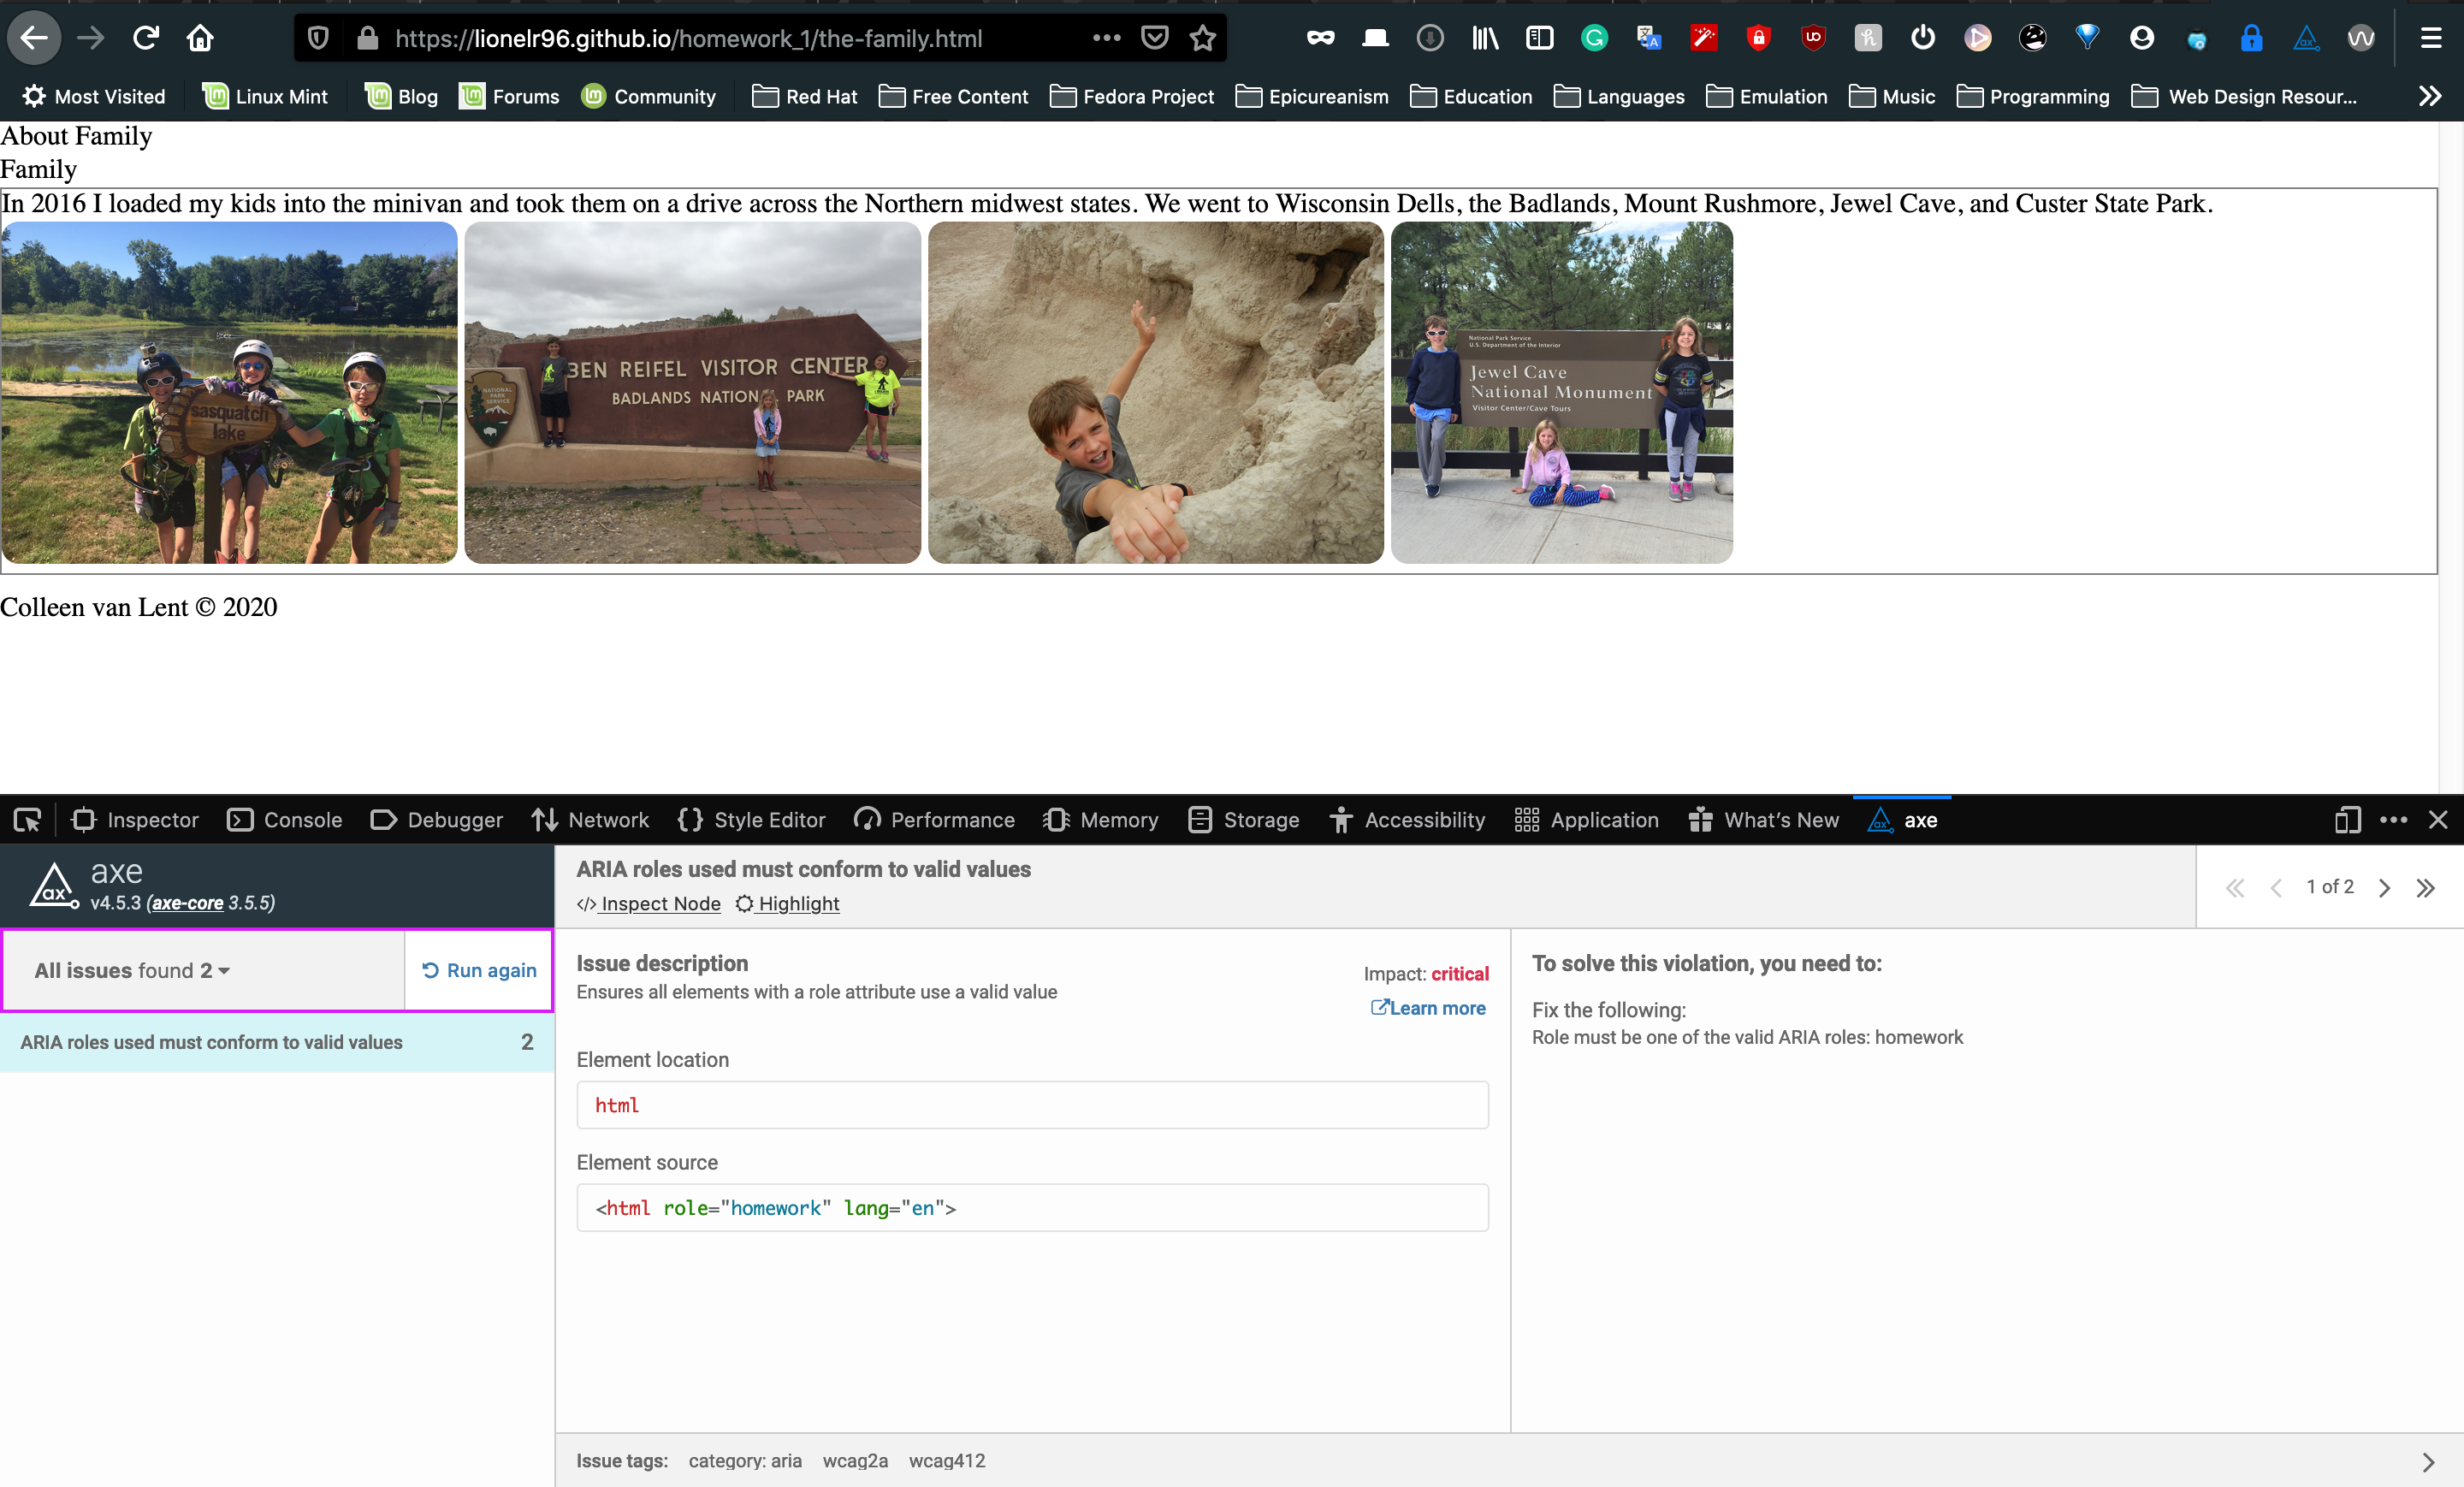 https://lionelr96.github.io/homework_1/the-family.html
Most Visited Linux Mint Blog Forums Community Red Hat Free Content Fedora Project Epicureanism Education Languages Emulation Music Programming Web Design Resour...
About Family
Family
In 2016 I loaded my kids into the minivan and took them on a drive across the Northern midwest states. We went to Wisconsin Dells, the Badlands, Mount Rushmore, Jewel Cave, and Custer State Park.
sasquatch
lake
NATIONAL
PARK
SERVICE
BEN REIFEL VISITOR CENTER
BADLANDS NATION PARK
National Park Service
U.S. Department of the Interior
Jewel Cave
National Monument
Visitor Center/Cave Tours
Colleen van Lent © 2020
Inspector Console Debugger Network Style Editor Performance Memory Storage Accessibility Application What's New axe
axe
v4.5.3 (axe-core 3.5.5)
All issues found 2
Run again
ARIA roles used must conform to valid values 2
ARIA roles used must conform to valid values
</> Inspect Node Highlight
1 of 2
Issue description
Ensures all elements with a role attribute use a valid value
Impact: critical
Learn more
Element location
html
Element source
<html role="homework" lang="en">
To solve this violation, you need to:
Fix the following:
Role must be one of the valid ARIA roles: homework
Issue tags: category: aria wcag2a wcag412